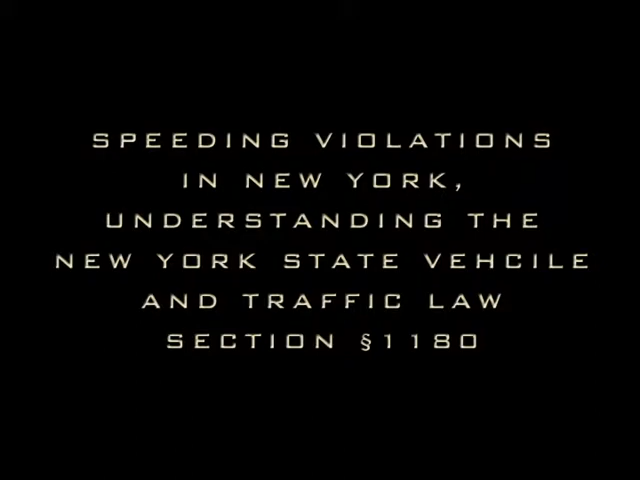 SPEEDING VIOLATIONS
IN NEW YORK,
UNDERSTANDING THE
NEW YORK STATE VEHCILE
AND TRAFFIC LAW
SECTION §1180